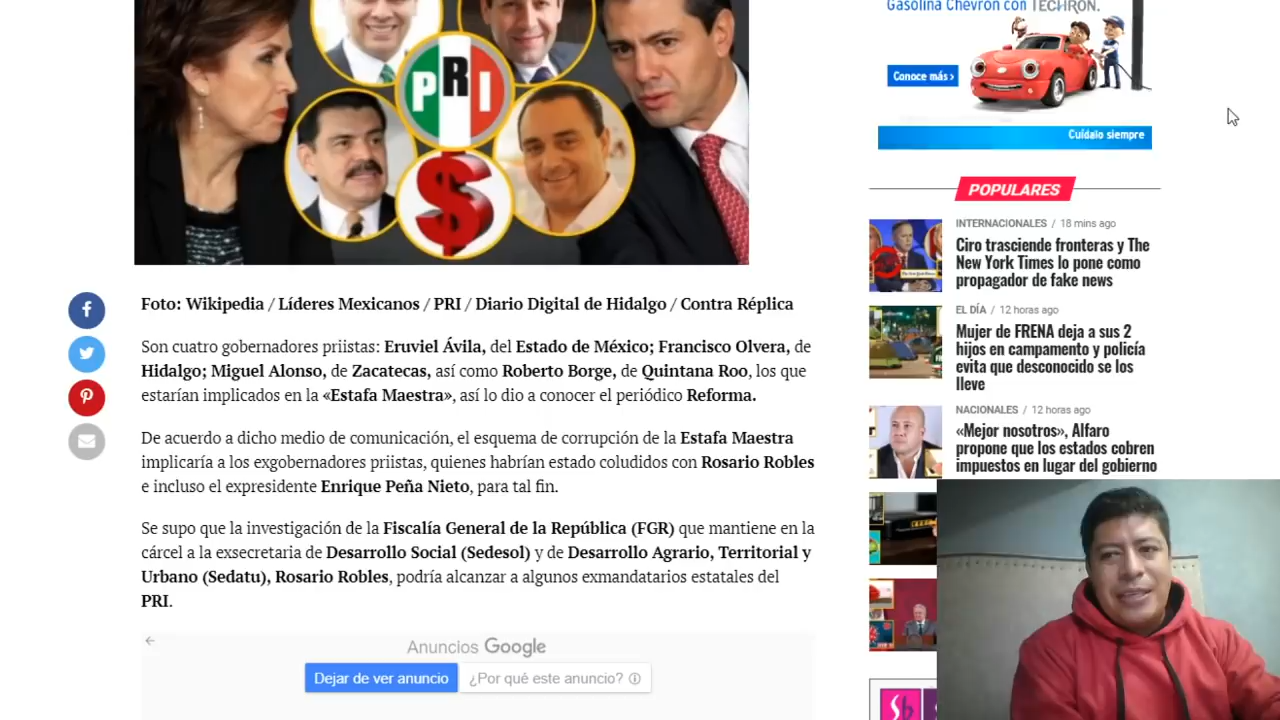 Gasolina Chevron con TECHRON.
Conoce más >
Cuídalo siempre
PRI
$
POPULARES
INTERNACIONALES / 18 mins ago
Ciro trasciende fronteras y The
New York Times lo pone como
propagador de fake news
EL DÍA / 12 horas ago
Mujer de FRENA deja a sus 2
hijos en campamento y policía
evita que desconocido se los
lleve
NACIONALES / 12 horas ago
«Mejor nosotros», Alfaro
propone que los estados cobren
impuestos en lugar del gobierno
Foto: Wikipedia / Líderes Mexicanos / PRI / Diario Digital de Hidalgo / Contra Réplica
Son cuatro gobernadores priistas: Eruviel Ávila, del Estado de México; Francisco Olvera, de
Hidalgo; Miguel Alonso, de Zacatecas, así como Roberto Borge, de Quintana Roo, los que
estarían implicados en la «Estafa Maestra», así lo dio a conocer el periódico Reforma.
De acuerdo a dicho medio de comunicación, el esquema de corrupción de la Estafa Maestra
implicaría a los exgobernadores priistas, quienes habrían estado coludidos con Rosario Robles
e incluso el expresidente Enrique Peña Nieto, para tal fin.
Se supo que la investigación de la Fiscalía General de la República (FGR) que mantiene en la
cárcel a la exsecretaria de Desarrollo Social (Sedesol) y de Desarrollo Agrario, Territorial y
Urbano (Sedatu), Rosario Robles, podría alcanzar a algunos exmandatarios estatales del
PRI.
Anuncios Google
Dejar de ver anuncio
¿Por qué este anuncio?
Sb